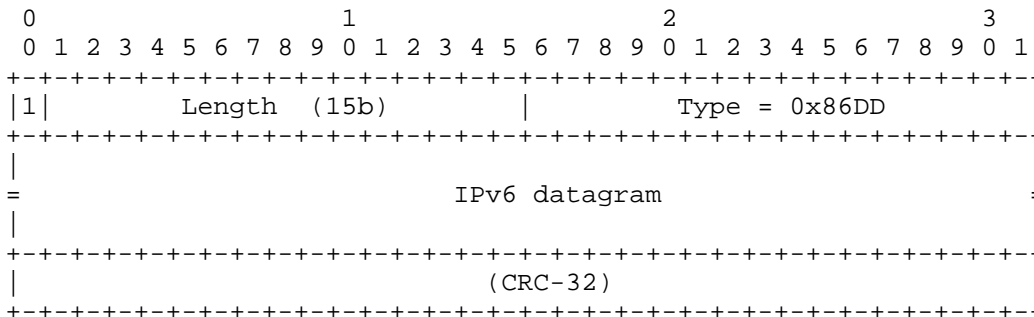 0                   1                   2                   3
 0 1 2 3 4 5 6 7 8 9 0 1 2 3 4 5 6 7 8 9 0 1 2 3 4 5 6 7 8 9 0 1
+-+-+-+-+-+-+-+-+-+-+-+-+-+-+-+-+-+-+-+-+-+-+-+-+-+-+-+-+-+-+-+-
|1|        Length  (15b)        |         Type = 0x86DD
+-+-+-+-+-+-+-+-+-+-+-+-+-+-+-+-+-+-+-+-+-+-+-+-+-+-+-+-+-+-+-+-
|
=                           IPv6 datagram                       =
|
+-+-+-+-+-+-+-+-+-+-+-+-+-+-+-+-+-+-+-+-+-+-+-+-+-+-+-+-+-+-+-+-
|                             (CRC-32)
+-+-+-+-+-+-+-+-+-+-+-+-+-+-+-+-+-+-+-+-+-+-+-+-+-+-+-+-+-+-+-+-